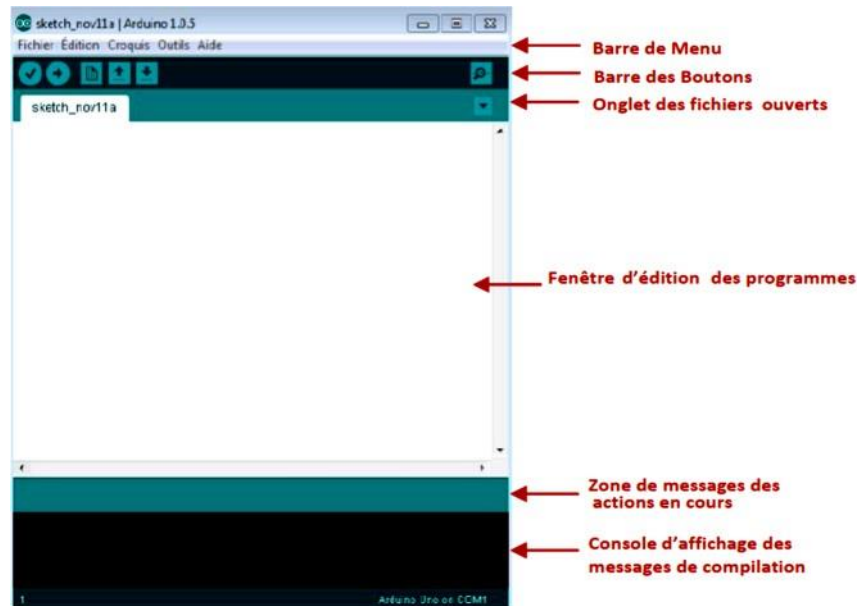 sketch_nov11a | Arduino 1.0.5
Fichier Édition Croquis Outils Aide
Barre de Menu
Barre des Boutons
sketch_nov11a
Onglet des fichiers ouverts
Fenêtre d'édition des programmes
Zone de messages des
actions en cours
Console d'affichage des
messages de compilation
1
Arduino Uno on COM1